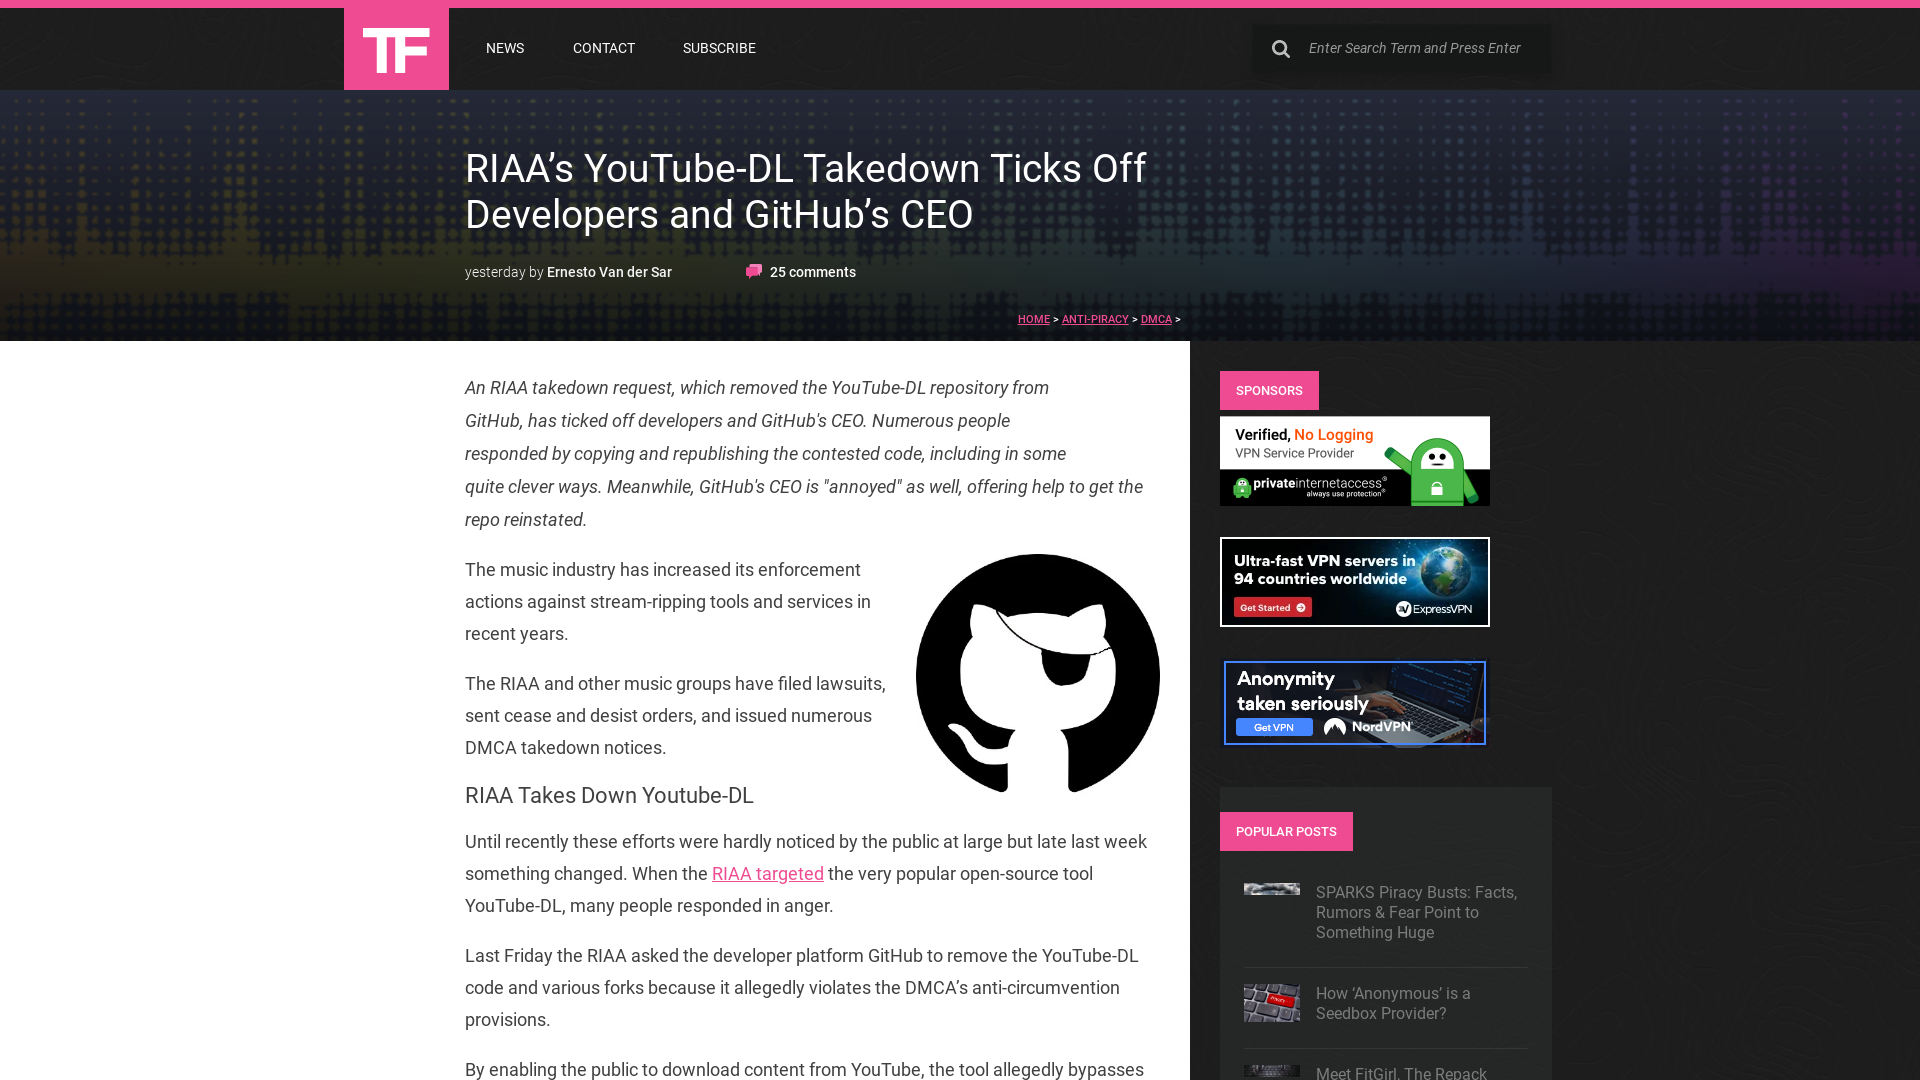 TF
NEWS
CONTACT
SUBSCRIBE
Enter Search Term and Press Enter
RIAA’s YouTube-DL Takedown Ticks Off
Developers and GitHub’s CEO
yesterday by Ernesto Van der Sar
25 comments
HOME > ANTI-PIRACY > DMCA >
An RIAA takedown request, which removed the YouTube-DL repository from
GitHub, has ticked off developers and GitHub's CEO. Numerous people
responded by copying and republishing the contested code, including in some
quite clever ways. Meanwhile, GitHub's CEO is "annoyed" as well, offering help to get the
repo reinstated.
The music industry has increased its enforcement
actions against stream-ripping tools and services in
recent years.
The RIAA and other music groups have filed lawsuits,
sent cease and desist orders, and issued numerous
DMCA takedown notices.
RIAA Takes Down Youtube-DL
Until recently these efforts were hardly noticed by the public at large but late last week
something changed. When the RIAA targeted the very popular open-source tool
YouTube-DL, many people responded in anger.
Last Friday the RIAA asked the developer platform GitHub to remove the YouTube-DL
code and various forks because it allegedly violates the DMCA’s anti-circumvention
provisions.
By enabling the public to download content from YouTube, the tool allegedly bypasses
SPONSORS
Verified, No Logging
VPN Service Provider
privateinternetaccess®
always use protection®
Ultra-fast VPN servers in
94 countries worldwide
Get Started
ExpressVPN
Anonymity
taken seriously
Get VPN
NordVPN
POPULAR POSTS
SPARKS Piracy Busts: Facts,
Rumors & Fear Point to
Something Huge
How ‘Anonymous’ is a
Seedbox Provider?
Meet FitGirl, The Repack